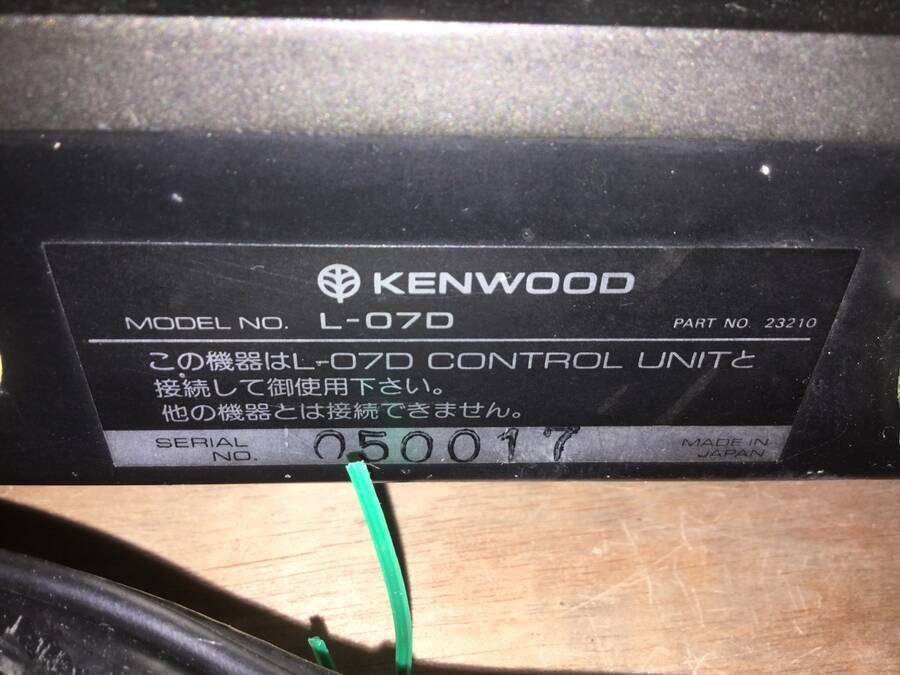 KENWOOD
MODEL NO. L-07D PART NO. 23210
この機器はL-07D CONTROL UNITと
接続して御使用下さい。
他の機器とは接続できません。
SERIAL NO. 050017 MADE IN JAPAN